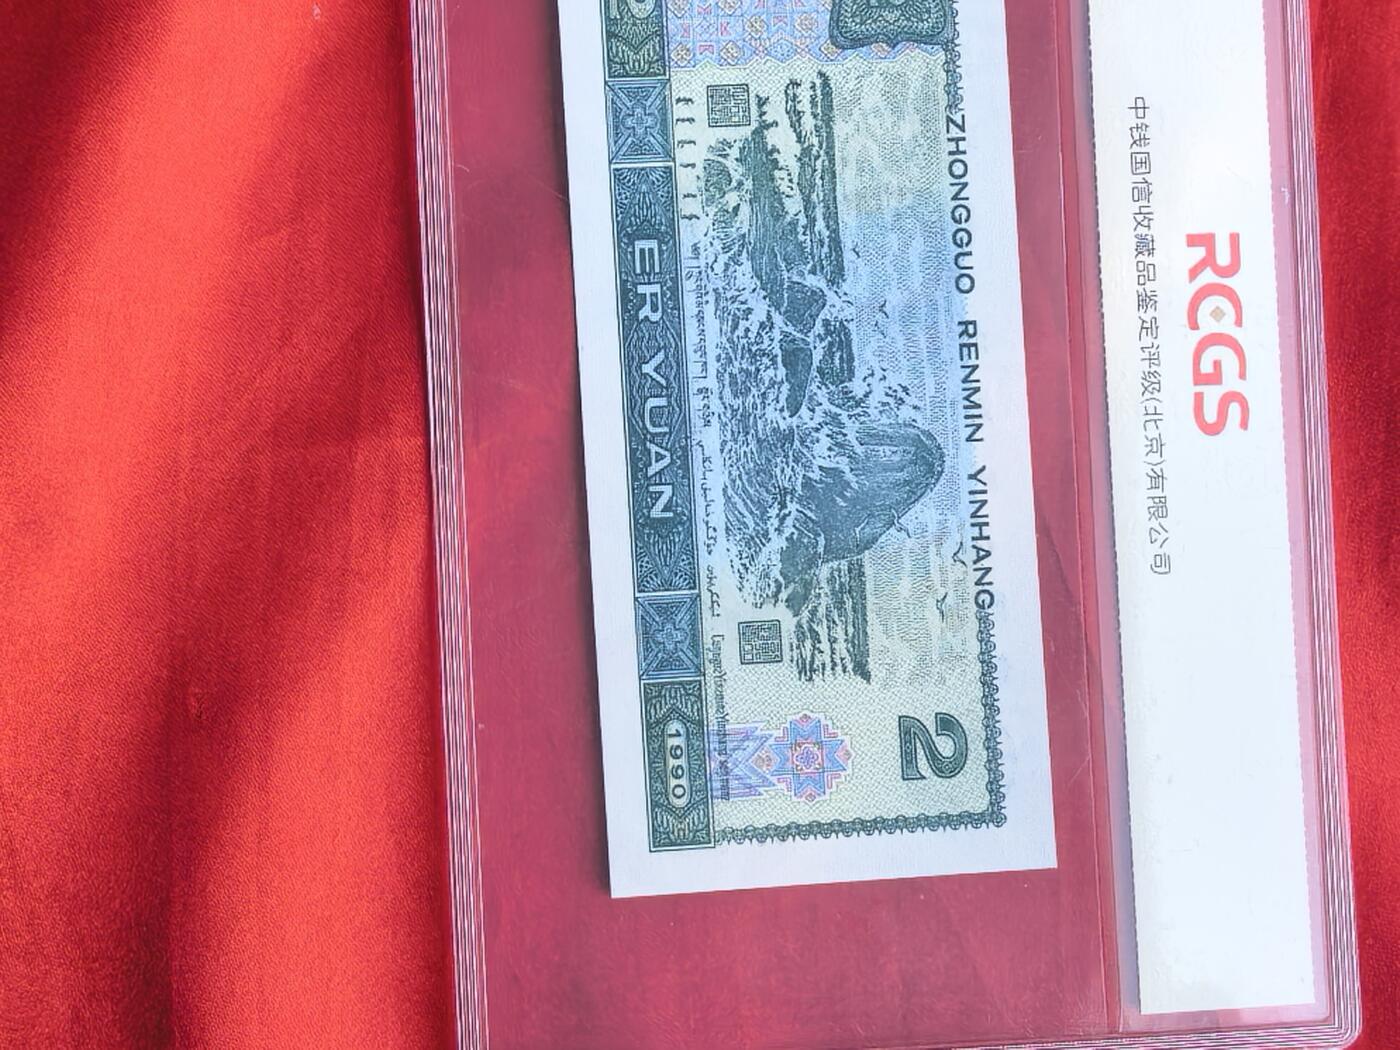 RCGS
中钱国信收藏品鉴定评级(北京)有限公司
ZHONGGUO RENMIN YINHANG
2
ER YUAN
1990